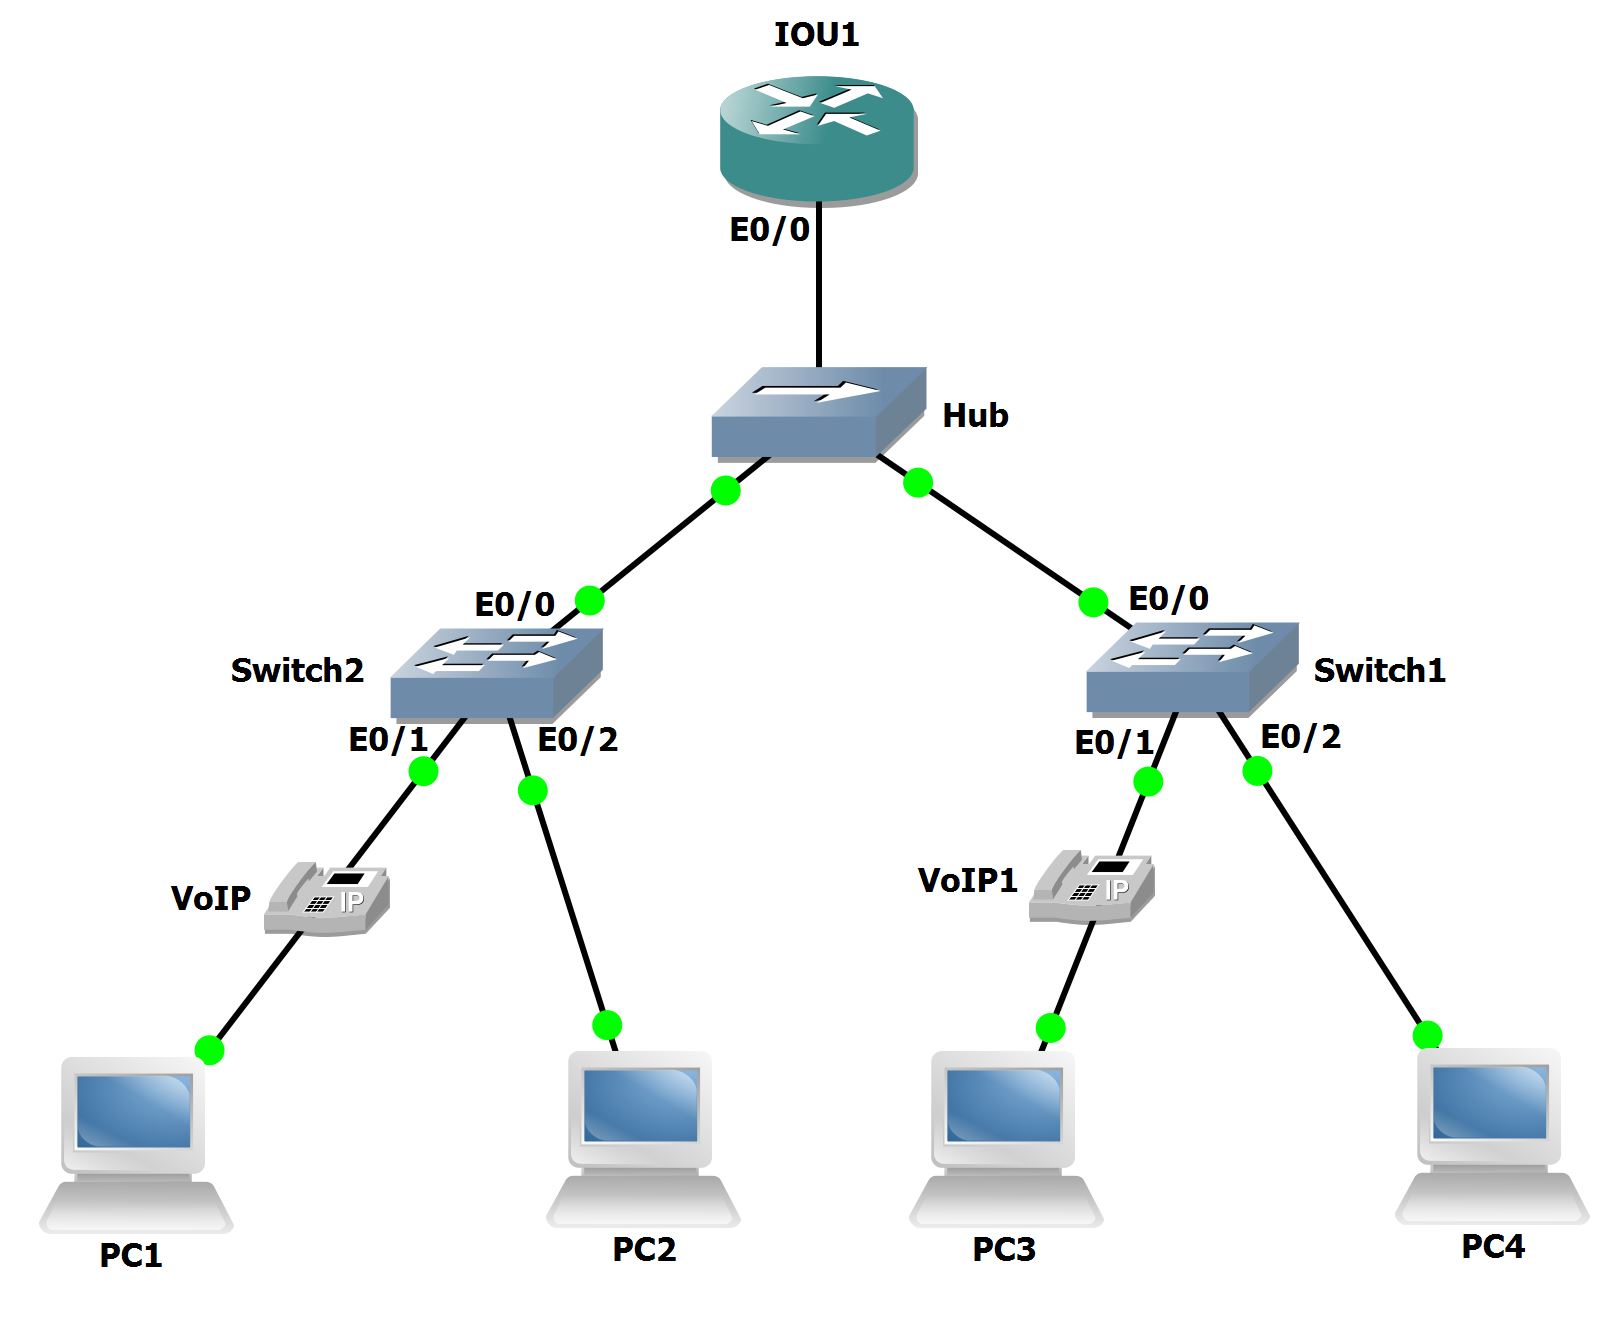 IOU1
E0/0
Hub
E0/0
E0/0
Switch2
Switch1
E0/1
E0/2
E0/1
E0/2
VoIP
IP
VoIP1
IP
PC1
PC2
PC3
PC4